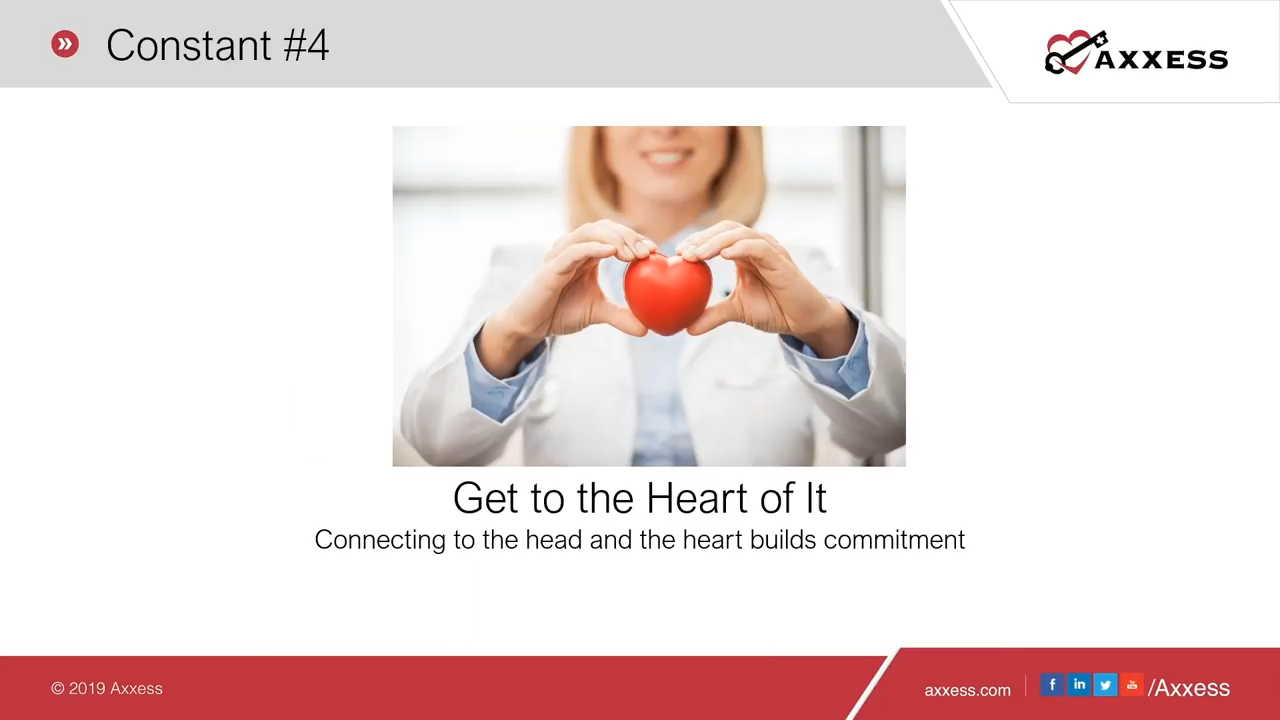 Constant #4
AXXESS
Get to the Heart of It
Connecting to the head and the heart builds commitment
© 2019 Axxess
axxess.com
/Axxess